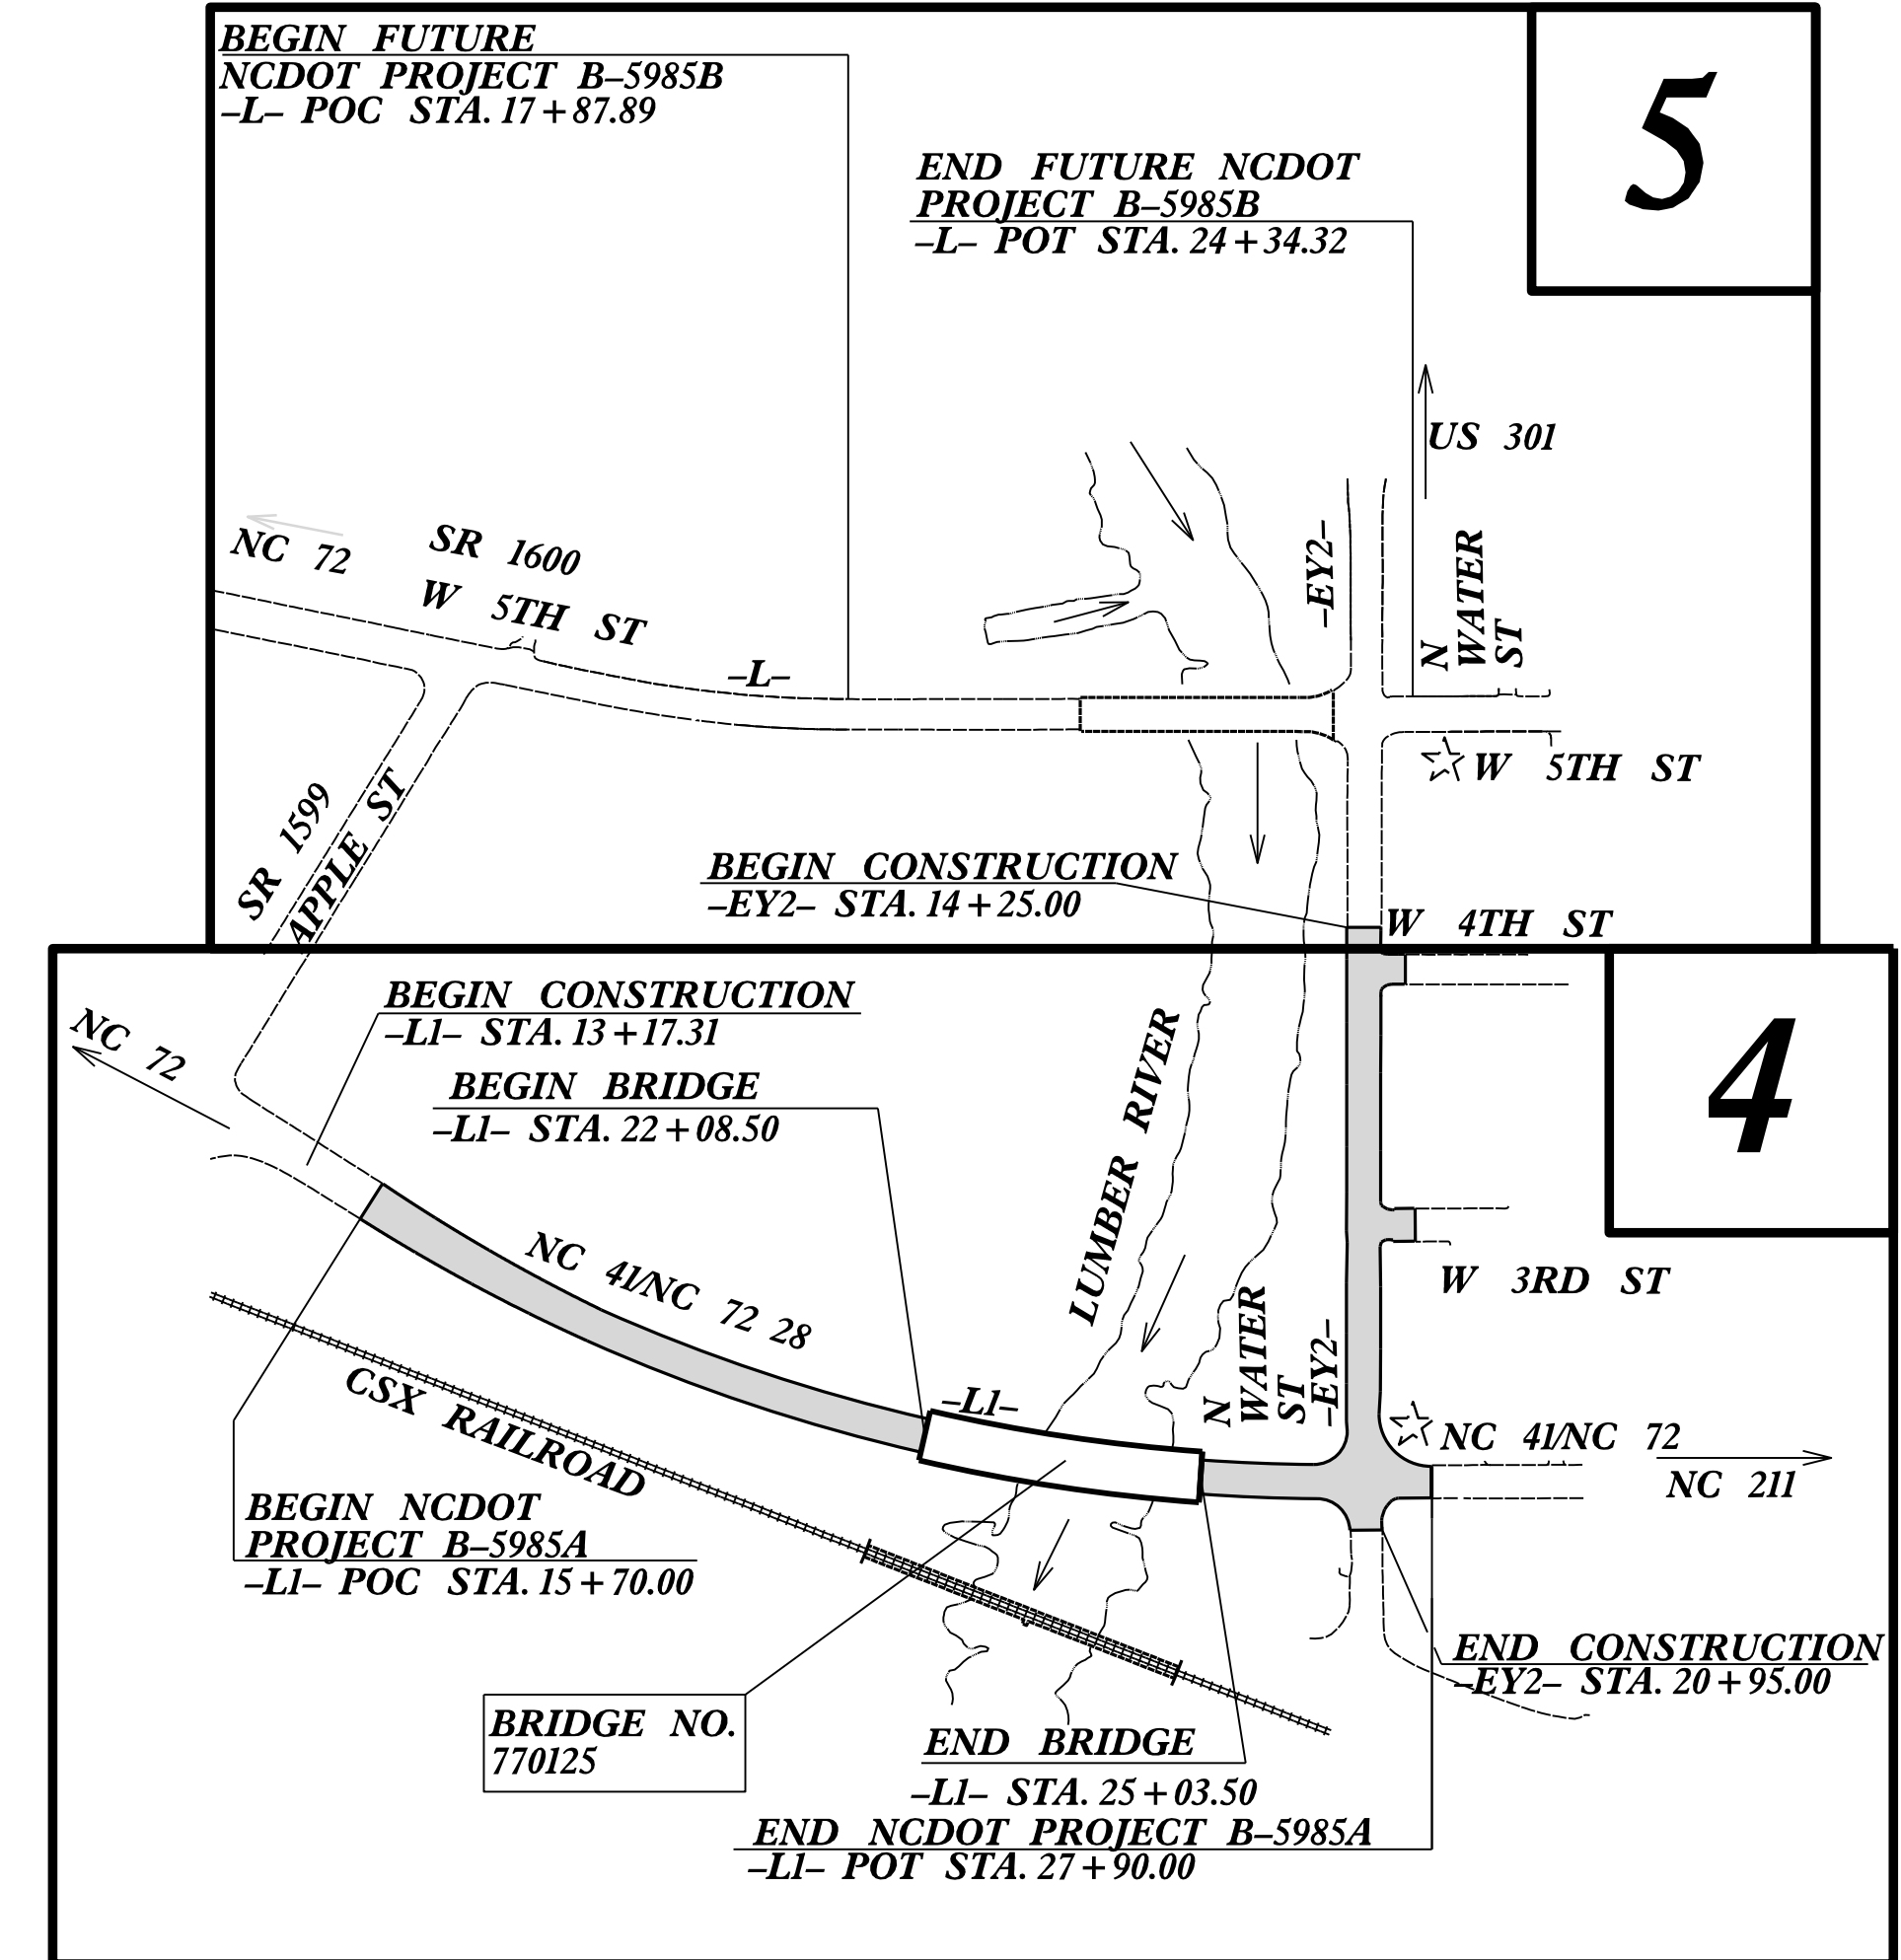 BEGIN FUTURE
NCDOT PROJECT B–5985B
–L– POC STA. 17+87.89
5
END FUTURE NCDOT
PROJECT B–5985B
–L– POT STA. 24+34.32
US 301
NC 72
SR 1600
W 5TH ST
–L–
–EY2–
N
WATER
ST
W 5TH ST
SR 1599
APPLE ST
BEGIN CONSTRUCTION
–EY2– STA. 14+25.00
W 4TH ST
4
NC 72
BEGIN CONSTRUCTION
–L1– STA. 13+17.31
BEGIN BRIDGE
–L1– STA. 22+08.50
LUMBER RIVER
NC 41/NC 72 28
W 3RD ST
CSX RAILROAD
–L1–
N
WATER
ST
–EY2–
NC 41/NC 72
NC 211
BEGIN NCDOT
PROJECT B–5985A
–L1– POC STA. 15+70.00
END CONSTRUCTION
–EY2– STA. 20+95.00
BRIDGE NO.
770125
END BRIDGE
–L1– STA. 25+03.50
END NCDOT PROJECT B–5985A
–L1– POT STA. 27+90.00